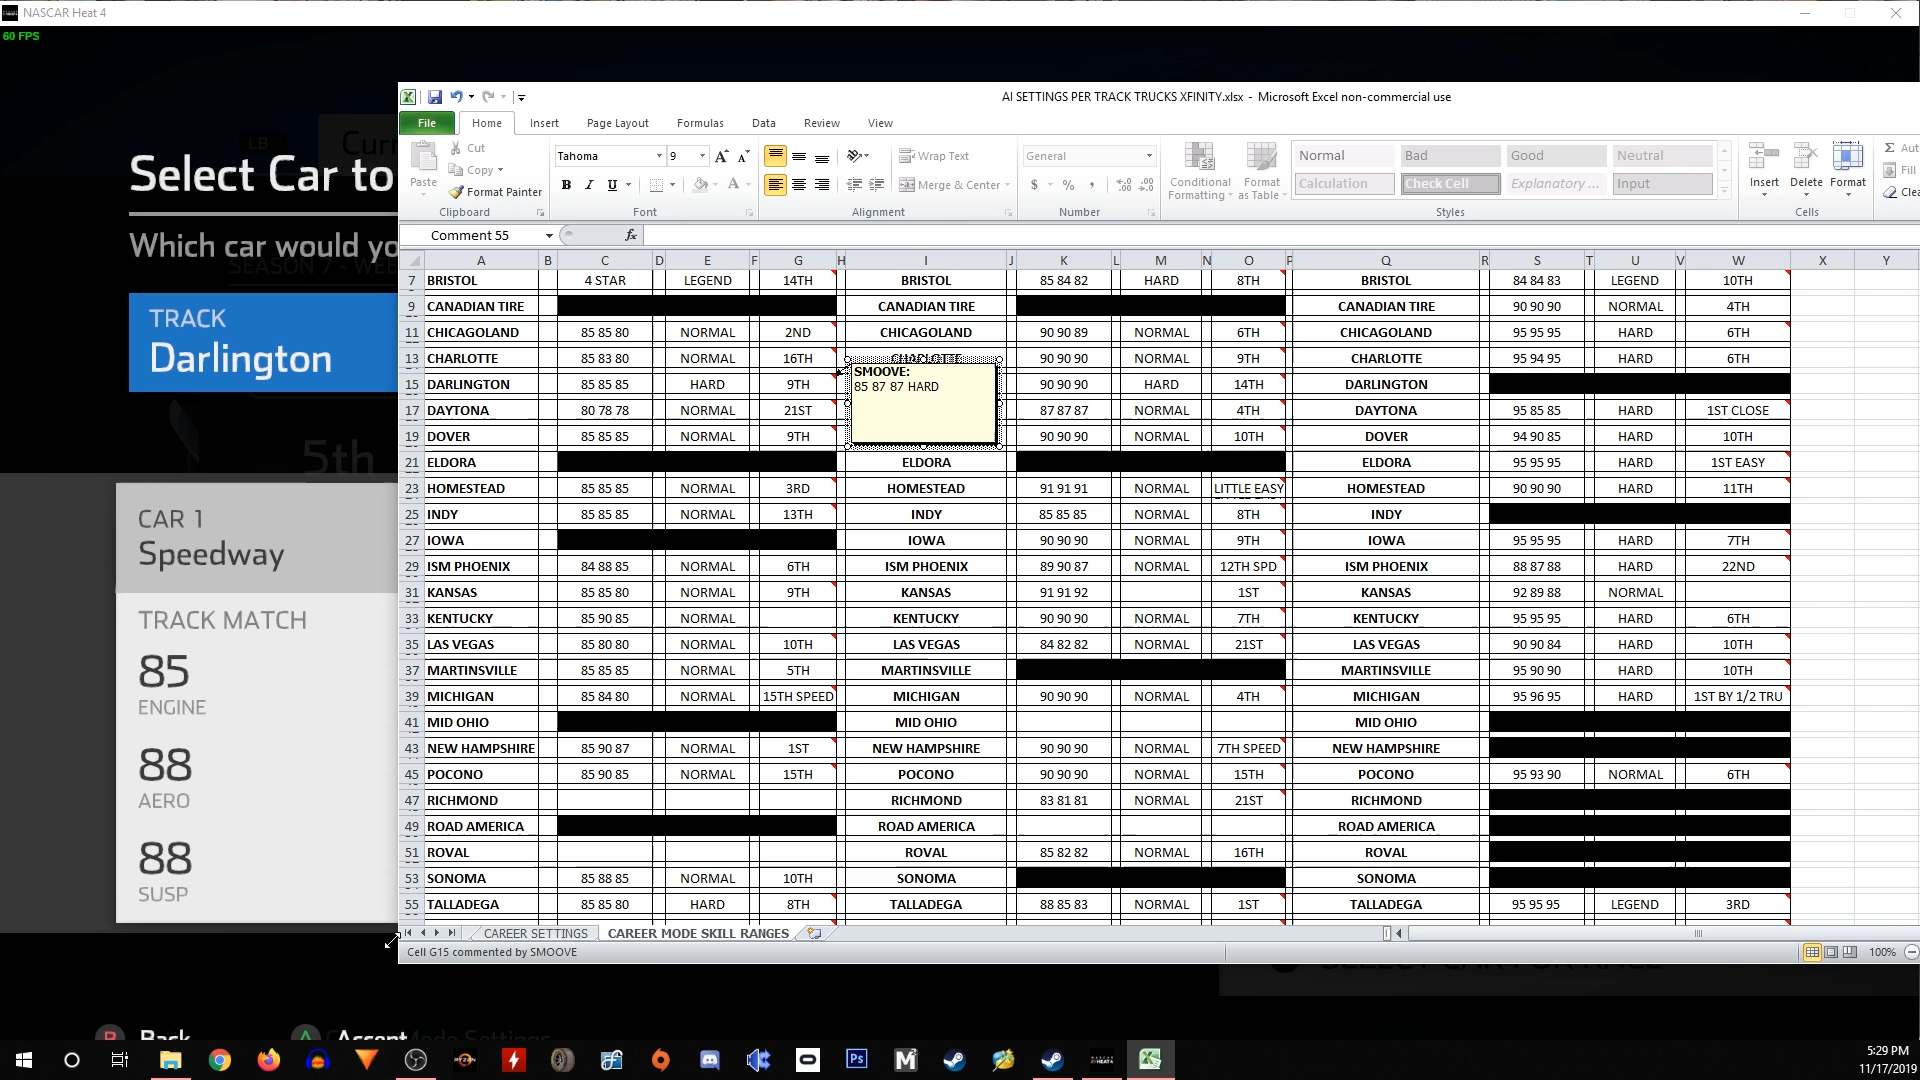 NASCAR Heat 4
60 FPS
LB
Select Car to
Which car would yo
SEASON 7 - WEE
TRACK
Darlington
5th
CAR 1
Speedway
TRACK MATCH
85
ENGINE
88
AERO
88
SUSP
Back
Accept
AI SETTINGS PER TRACK TRUCKS XFINITY.xlsx - Microsoft Excel non-commercial use
File Home Insert Page Layout Formulas Data Review View
Paste
Cut
Copy
Format Painter
Clipboard
Tahoma 9
B I U
Font
Wrap Text
Merge & Center
Alignment
General
$ % ,
Number
Conditional Formatting
Format as Table
Normal Bad Good Neutral
Calculation Check Cell Explanatory ... Input
Styles
Insert Delete Format
Cells
Fill
Comment 55
fx
A B C D E F G H I J K L M N O P Q R S T U V W X Y
7 BRISTOL 4 STAR LEGEND 14TH BRISTOL 85 84 82 HARD 8TH BRISTOL 84 84 83 LEGEND 10TH
9 CANADIAN TIRE CANADIAN TIRE CANADIAN TIRE 90 90 90 NORMAL 4TH
11 CHICAGOLAND 85 85 80 NORMAL 2ND CHICAGOLAND 90 90 89 NORMAL 6TH CHICAGOLAND 95 95 95 HARD 6TH
13 CHARLOTTE 85 83 80 NORMAL 16TH CHARLOTTE 90 90 90 NORMAL 9TH CHARLOTTE 95 94 95 HARD 6TH
SMOOVE:
85 87 87 HARD
15 DARLINGTON 85 85 85 HARD 9TH 90 90 90 HARD 14TH DARLINGTON
17 DAYTONA 80 78 78 NORMAL 21ST 87 87 87 NORMAL 4TH DAYTONA 95 85 85 HARD 1ST CLOSE
19 DOVER 85 85 85 NORMAL 9TH 90 90 90 NORMAL 10TH DOVER 94 90 85 HARD 10TH
21 ELDORA ELDORA ELDORA 95 95 95 HARD 1ST EASY
23 HOMESTEAD 85 85 85 NORMAL 3RD HOMESTEAD 91 91 91 NORMAL LITTLE EASY HOMESTEAD 90 90 90 HARD 11TH
25 INDY 85 85 85 NORMAL 13TH INDY 85 85 85 NORMAL 8TH INDY
27 IOWA IOWA 90 90 90 NORMAL 9TH IOWA 95 95 95 HARD 7TH
29 ISM PHOENIX 84 88 85 NORMAL 6TH ISM PHOENIX 89 90 87 NORMAL 12TH SPD ISM PHOENIX 88 87 88 HARD 22ND
31 KANSAS 85 85 80 NORMAL 9TH KANSAS 91 91 92 1ST KANSAS 92 89 88 NORMAL
33 KENTUCKY 85 90 85 KENTUCKY 90 90 90 NORMAL 7TH KENTUCKY 95 95 95 HARD 6TH
35 LAS VEGAS 85 80 80 NORMAL 10TH LAS VEGAS 84 82 82 NORMAL 21ST LAS VEGAS 90 90 84 HARD 10TH
37 MARTINSVILLE 85 85 85 NORMAL 5TH MARTINSVILLE MARTINSVILLE 95 90 90 HARD 10TH
39 MICHIGAN 85 84 80 NORMAL 15TH SPEED MICHIGAN 90 90 90 NORMAL 4TH MICHIGAN 95 96 95 HARD 1ST BY 1/2 TRU
41 MID OHIO MID OHIO MID OHIO
43 NEW HAMPSHIRE 85 90 87 NORMAL 1ST NEW HAMPSHIRE 90 90 90 NORMAL 7TH SPEED NEW HAMPSHIRE
45 POCONO 85 90 85 NORMAL 15TH POCONO 90 90 90 NORMAL 15TH POCONO 95 93 90 NORMAL 6TH
47 RICHMOND RICHMOND 83 81 81 NORMAL 21ST RICHMOND
49 ROAD AMERICA ROAD AMERICA ROAD AMERICA
51 ROVAL ROVAL 85 82 82 NORMAL 16TH ROVAL
53 SONOMA 85 88 85 NORMAL 10TH SONOMA SONOMA
55 TALLADEGA 85 85 80 HARD 8TH TALLADEGA 88 85 83 NORMAL 1ST TALLADEGA 95 95 95 LEGEND 3RD
CAREER SETTINGS CAREER MODE SKILL RANGES
Cell G15 commented by SMOOVE
100%
5:29 PM
11/17/2019